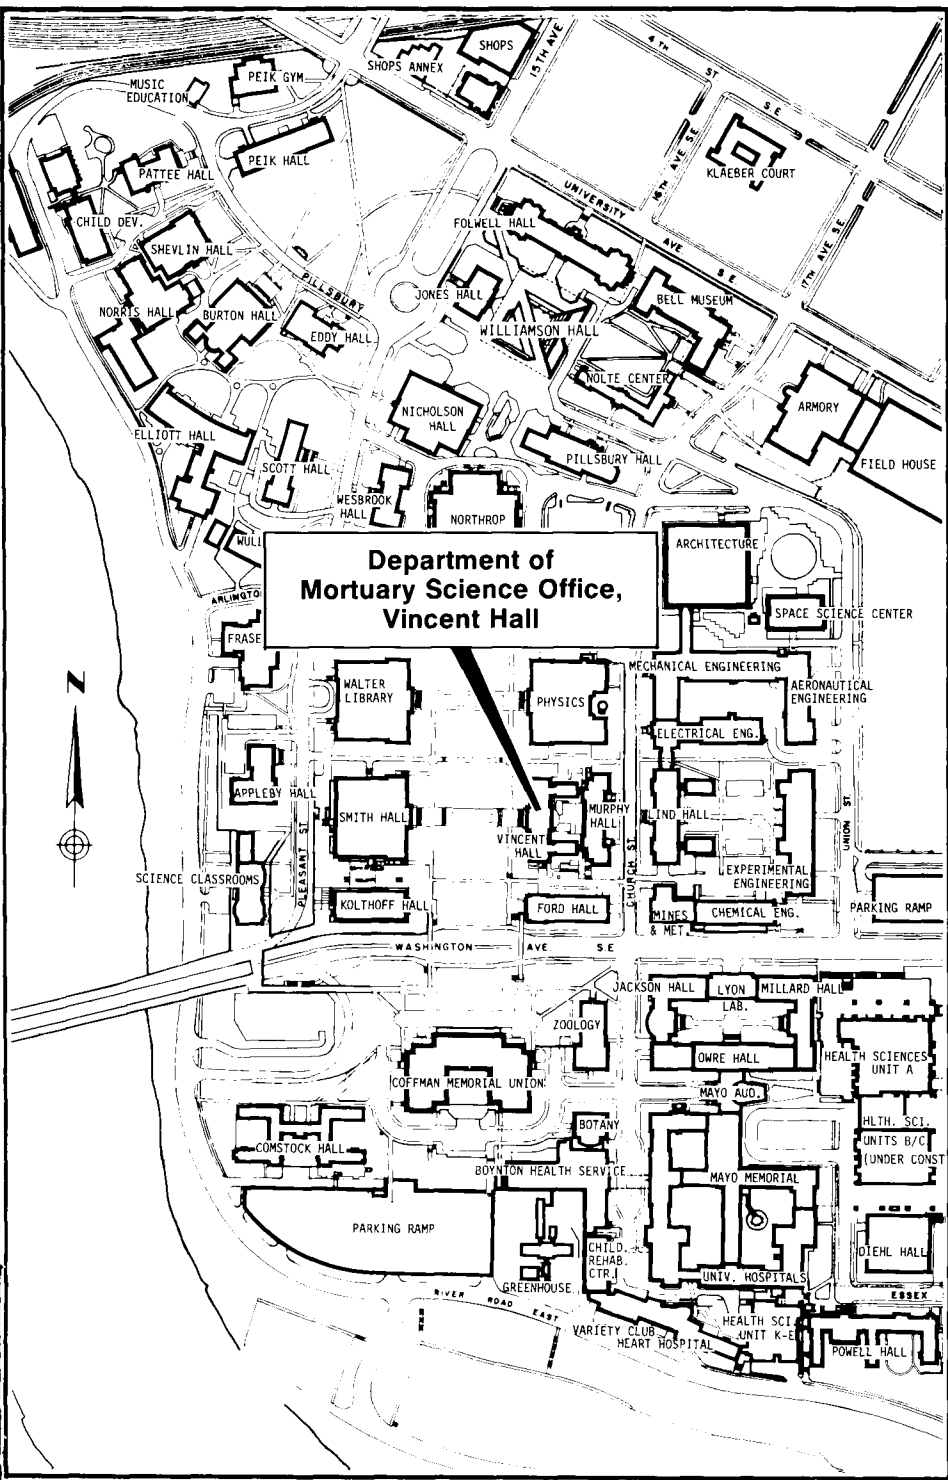 SHOPS
15TH AVE
4TH
ST
S.E.
SHOPS ANNEX
PEIK GYM
MUSIC
EDUCATION
16TH AVE S.E.
KLAEBER COURT
PEIK HALL
PATTEE HALL
UNIVERSITY
AVE
S.E.
17TH AVE S.E.
FOLWELL HALL
CHILD DEV.
SHEVLIN HALL
PILLSBURY
JONES HALL
BELL MUSEUM
NORRIS HALL
BURTON HALL
EDDY HALL
WILLIAMSON HALL
NOLTE CENTER
NICHOLSON
HALL
ARMORY
ELLIOTT HALL
PILLSBURY HALL
FIELD HOUSE
SCOTT HALL
WESBROOK
HALL
NORTHROP
WULL
ARCHITECTURE
Department of
Mortuary Science Office,
Vincent Hall
ARLINGTO
SPACE SCIENCE CENTER
FRASE
MECHANICAL ENGINEERING
WALTER
LIBRARY
PHYSICS
AERONAUTICAL
ENGINEERING
N
ELECTRICAL ENG.
APPLEBY HALL
SMITH HALL
MURPHY
HALL
VINCENT
HALL
LIND HALL
UNION ST.
PLEASANT ST
CHURCH ST.
SCIENCE CLASSROOMS
EXPERIMENTAL
ENGINEERING
KOLTHOFF HALL
FORD HALL
MINES
& MET.
CHEMICAL ENG.
PARKING RAMP
WASHINGTON
AVE
S.E
JACKSON HALL
LYON
LAB.
MILLARD HALL
ZOOLOGY
OWRE HALL
HEALTH SCIENCES
UNIT A
COFFMAN MEMORIAL UNION
MAYO AUD.
BOTANY
HLTH. SCI.
UNITS B/C
(UNDER CONST
COMSTOCK HALL
BOYNTON HEALTH SERVICE
MAYO MEMORIAL
PARKING RAMP
CHILD.
REHAB.
CTR.
DIEHL HALL
GREENHOUSE
UNIV. HOSPITALS
ESSEX
RIVER
ROAD
EAST
VARIETY CLUB
HEART HOSPITAL
HEALTH SCI.
UNIT K-E
POWELL HALL